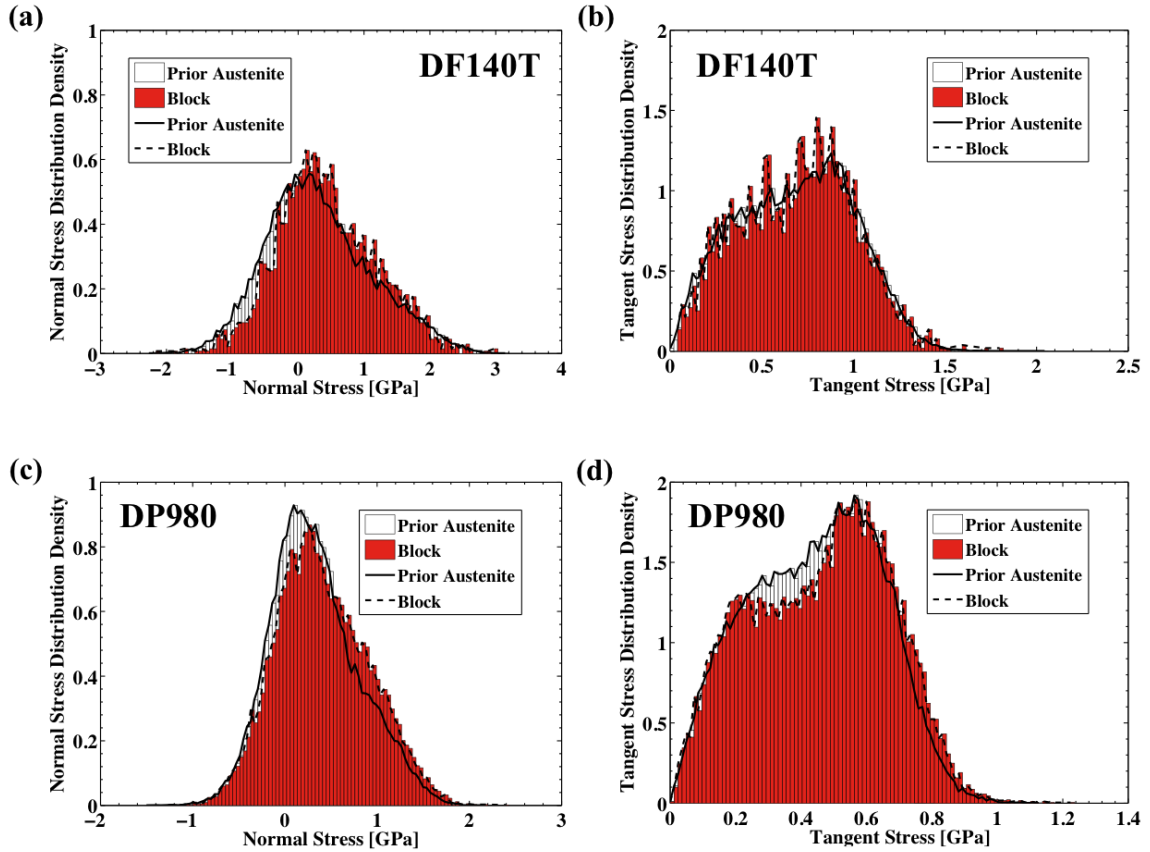 (a)
DF140T
Prior Austenite
Block
Prior Austenite
Block
Normal Stress Distribution Density
1
0.8
0.6
0.4
0.2
0
−3
−2
−1
0
1
2
3
4
Normal Stress [GPa]
(b)
DF140T
Prior Austenite
Block
Prior Austenite
Block
Tangent Stress Distribution Density
2
1.5
1
0.5
0
0
0.5
1
1.5
2
2.5
Tangent Stress [GPa]
(c)
DP980
Prior Austenite
Block
Prior Austenite
Block
Normal Stress Distribution Density
1
0.8
0.6
0.4
0.2
0
−2
−1
0
1
2
3
Normal Stress [GPa]
(d)
DP980
Prior Austenite
Block
Prior Austenite
Block
Tangent Stress Distribution Density
2
1.5
1
0.5
0
0
0.2
0.4
0.6
0.8
1
1.2
1.4
Tangent Stress [GPa]